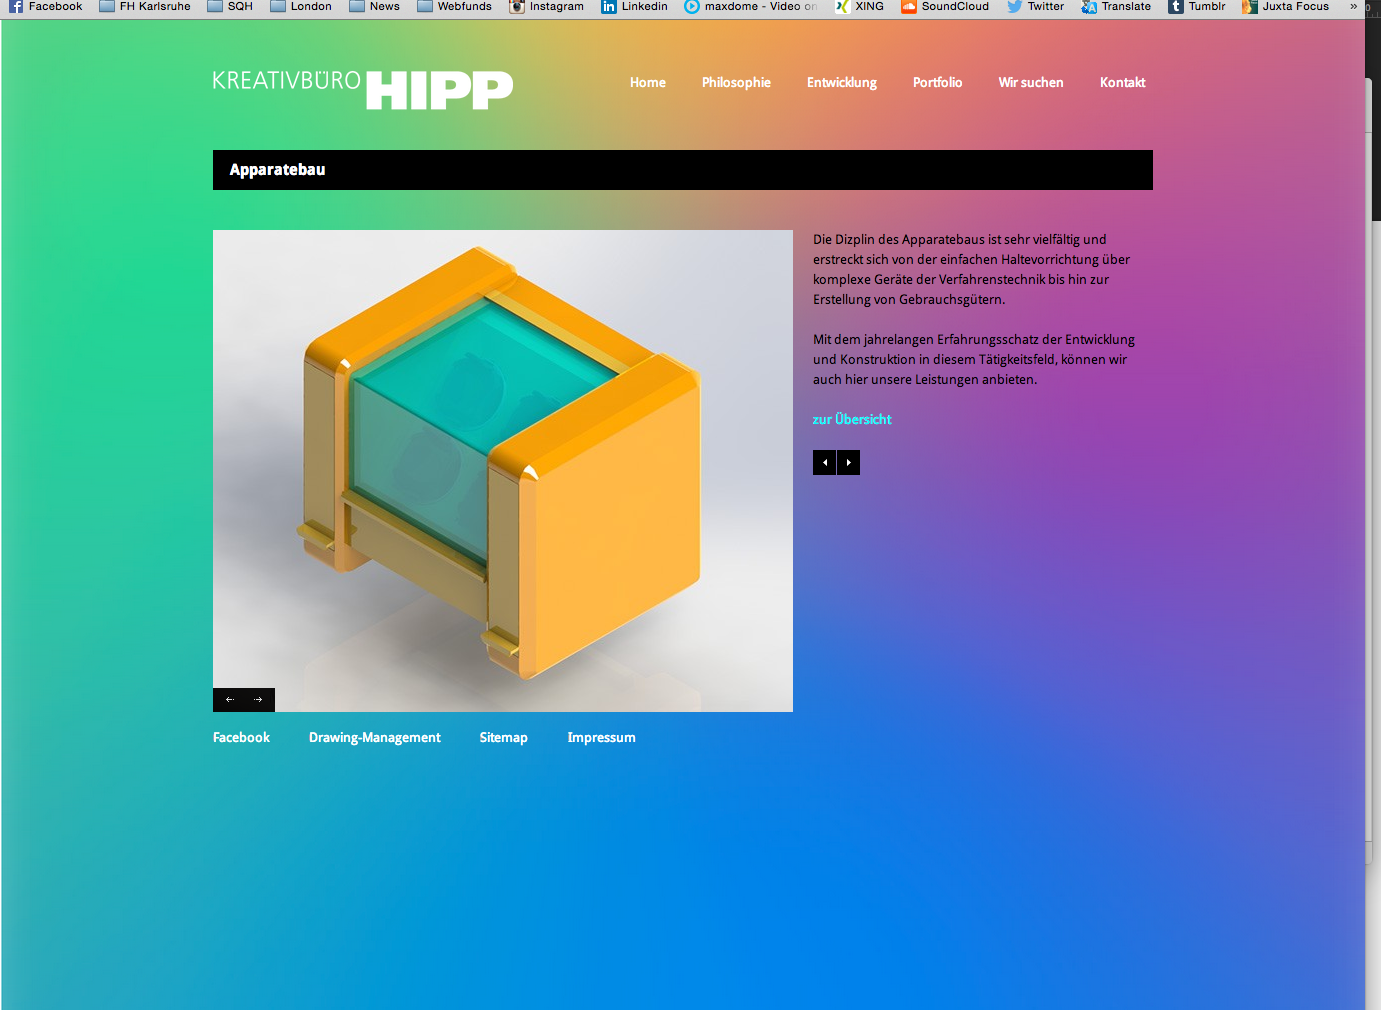 Facebook FH Karlsruhe SQH London News Webfunds Instagram Linkedin maxdome - Video on XING SoundCloud Twitter Translate Tumblr Juxta Focus »
KREATIVBÜRO HIPP
Home Philosophie Entwicklung Portfolio Wir suchen Kontakt
Apparatebau
Die Dizplin des Apparatebaus ist sehr vielfältig und
erstreckt sich von der einfachen Haltevorrichtung über
komplexe Geräte der Verfahrenstechnik bis hin zur
Erstellung von Gebrauchsgütern.
Mit dem jahrelangen Erfahrungsschatz der Entwicklung
und Konstruktion in diesem Tätigkeitsfeld, können wir
auch hier unsere Leistungen anbieten.
zur Übersicht
Facebook Drawing-Management Sitemap Impressum